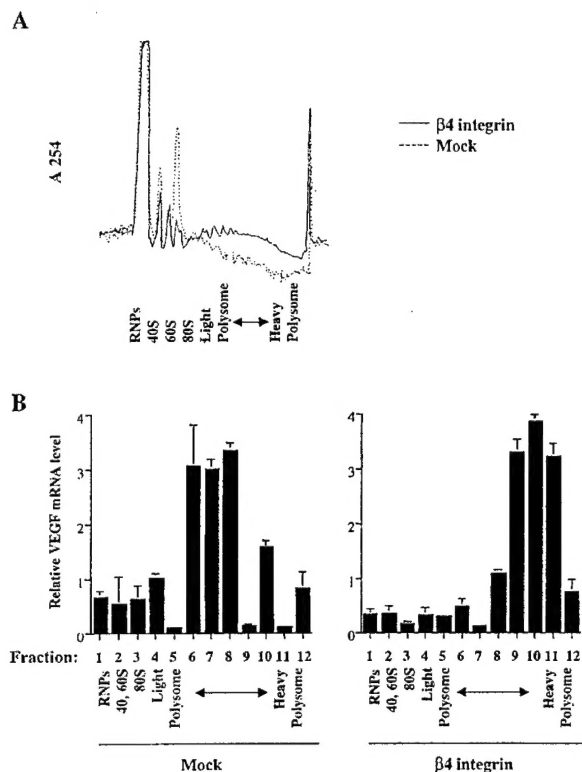 A
A 254
β4 integrin
Mock
RNPs
40S
60S
80S
Light
Polysome
Heavy
Polysome
B
Relative VEGF mRNA level
4
3
2
1
0
4
3
2
1
0
Fraction: 1 2 3 4 5 6 7 8 9 10 11 12
1 2 3 4 5 6 7 8 9 10 11 12
RNPs
40, 60S
80S
Light
Polysome
Heavy
Polysome
RNPs
40, 60S
80S
Light
Polysome
Heavy
Polysome
Mock
β4 integrin